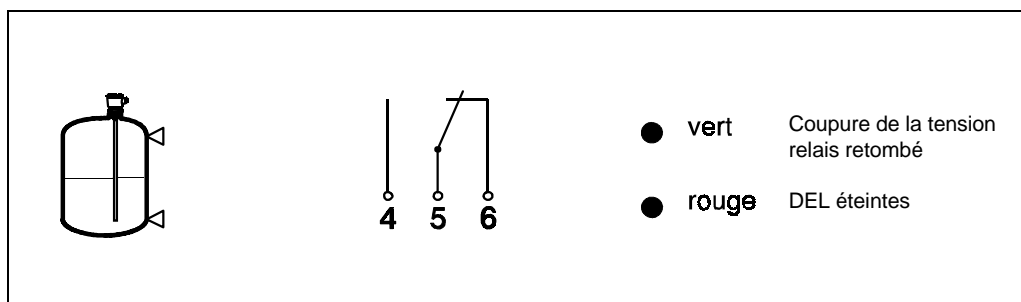 vert
Coupure de la tension
relais retombé
rouge
DEL éteintes
4 5 6